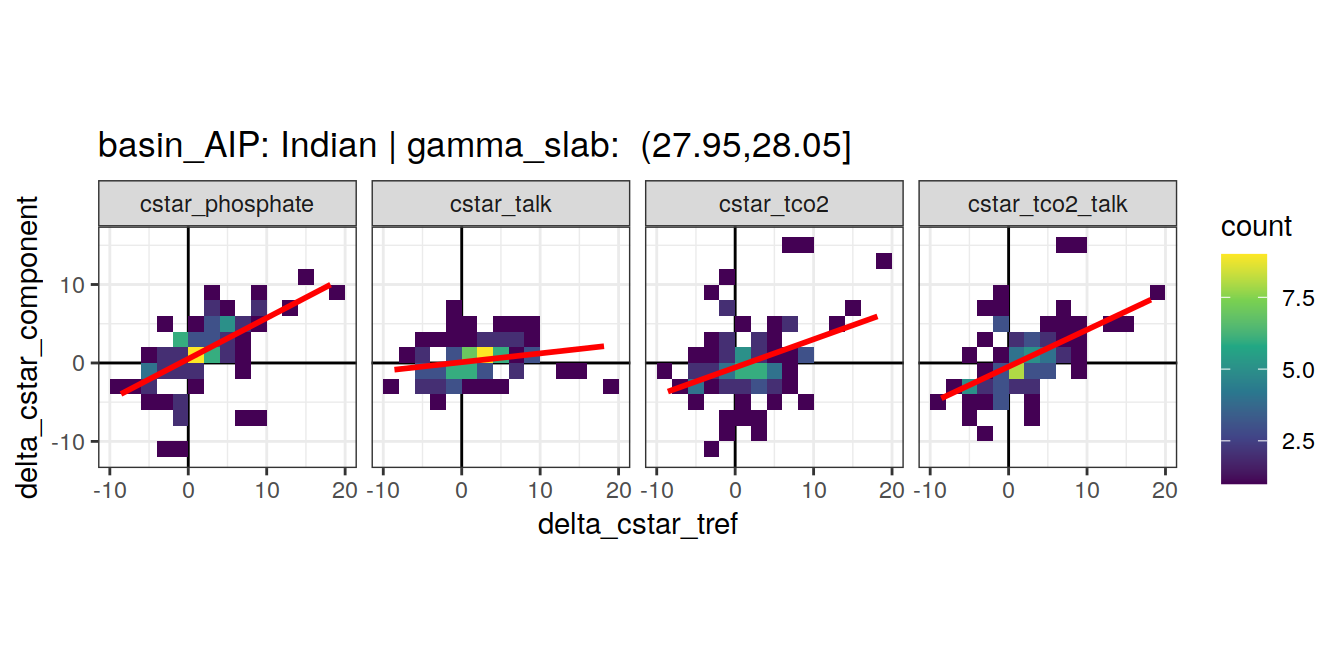 basin_AIP: Indian | gamma_slab:  (27.95,28.05]
cstar_phosphate
cstar_talk
cstar_tco2
cstar_tco2_talk
delta_cstar_component
10
0
-10
-10 0 10 20
-10 0 10 20
-10 0 10 20
-10 0 10 20
delta_cstar_tref
count
7.5
5.0
2.5